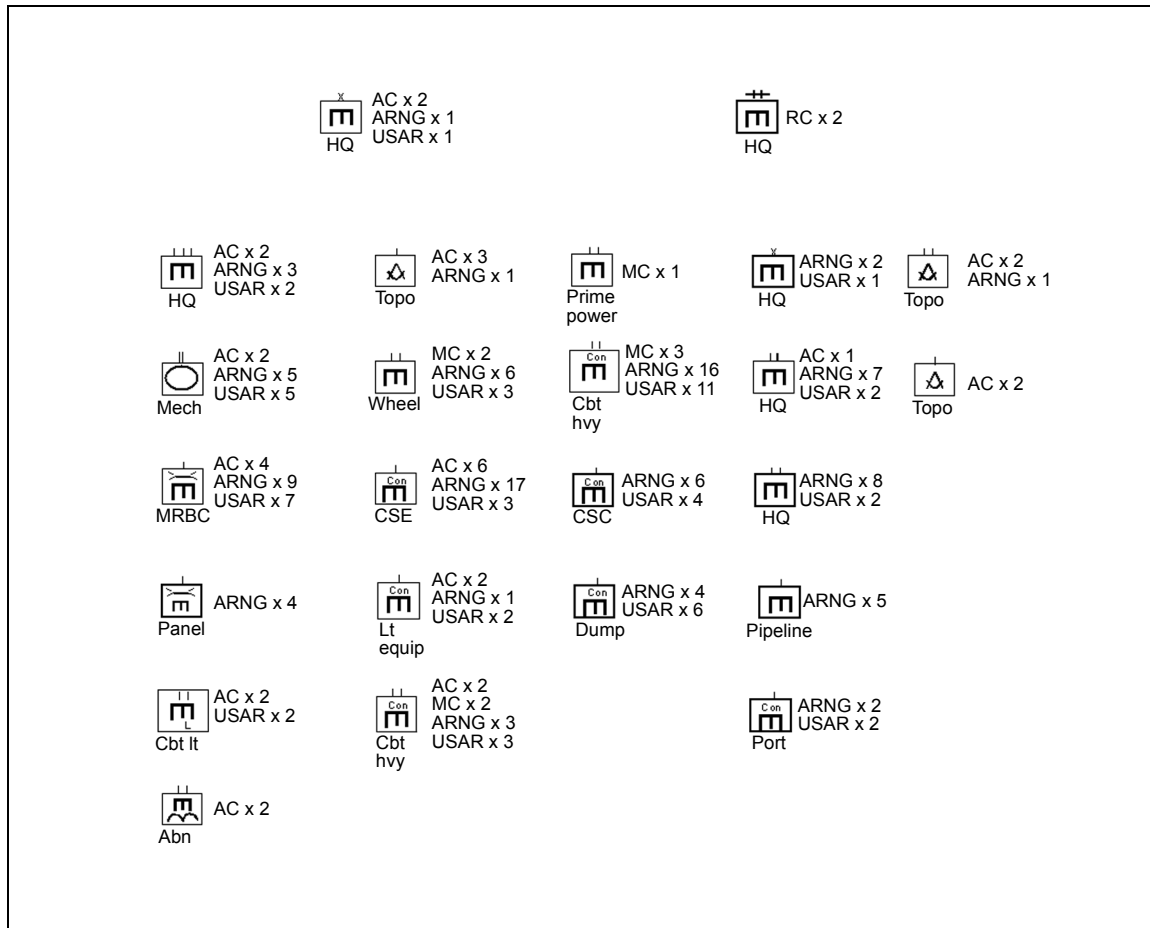 X
AC x 2
ARNG x 1
USAR x 1
HQ
RC x 2
HQ
AC x 2
ARNG x 3
USAR x 2
HQ
AC x 3
ARNG x 1
Topo
MC x 1
Prime
power
X
ARNG x 2
USAR x 1
HQ
AC x 2
ARNG x 1
Topo
AC x 2
ARNG x 5
USAR x 5
Mech
MC x 2
ARNG x 6
USAR x 3
Wheel
Con
MC x 3
ARNG x 16
USAR x 11
Cbt
hvy
AC x 1
ARNG x 7
USAR x 2
HQ
AC x 2
Topo
AC x 4
ARNG x 9
USAR x 7
MRBC
Con
AC x 6
ARNG x 17
USAR x 3
CSE
Con
ARNG x 6
USAR x 4
CSC
ARNG x 8
USAR x 2
HQ
ARNG x 4
Panel
Con
AC x 2
ARNG x 1
USAR x 2
Lt
equip
Con
ARNG x 4
USAR x 6
Dump
ARNG x 5
Pipeline
AC x 2
USAR x 2
L
Cbt lt
Con
AC x 2
MC x 2
ARNG x 3
USAR x 3
Cbt
hvy
Con
ARNG x 2
USAR x 2
Port
AC x 2
Abn